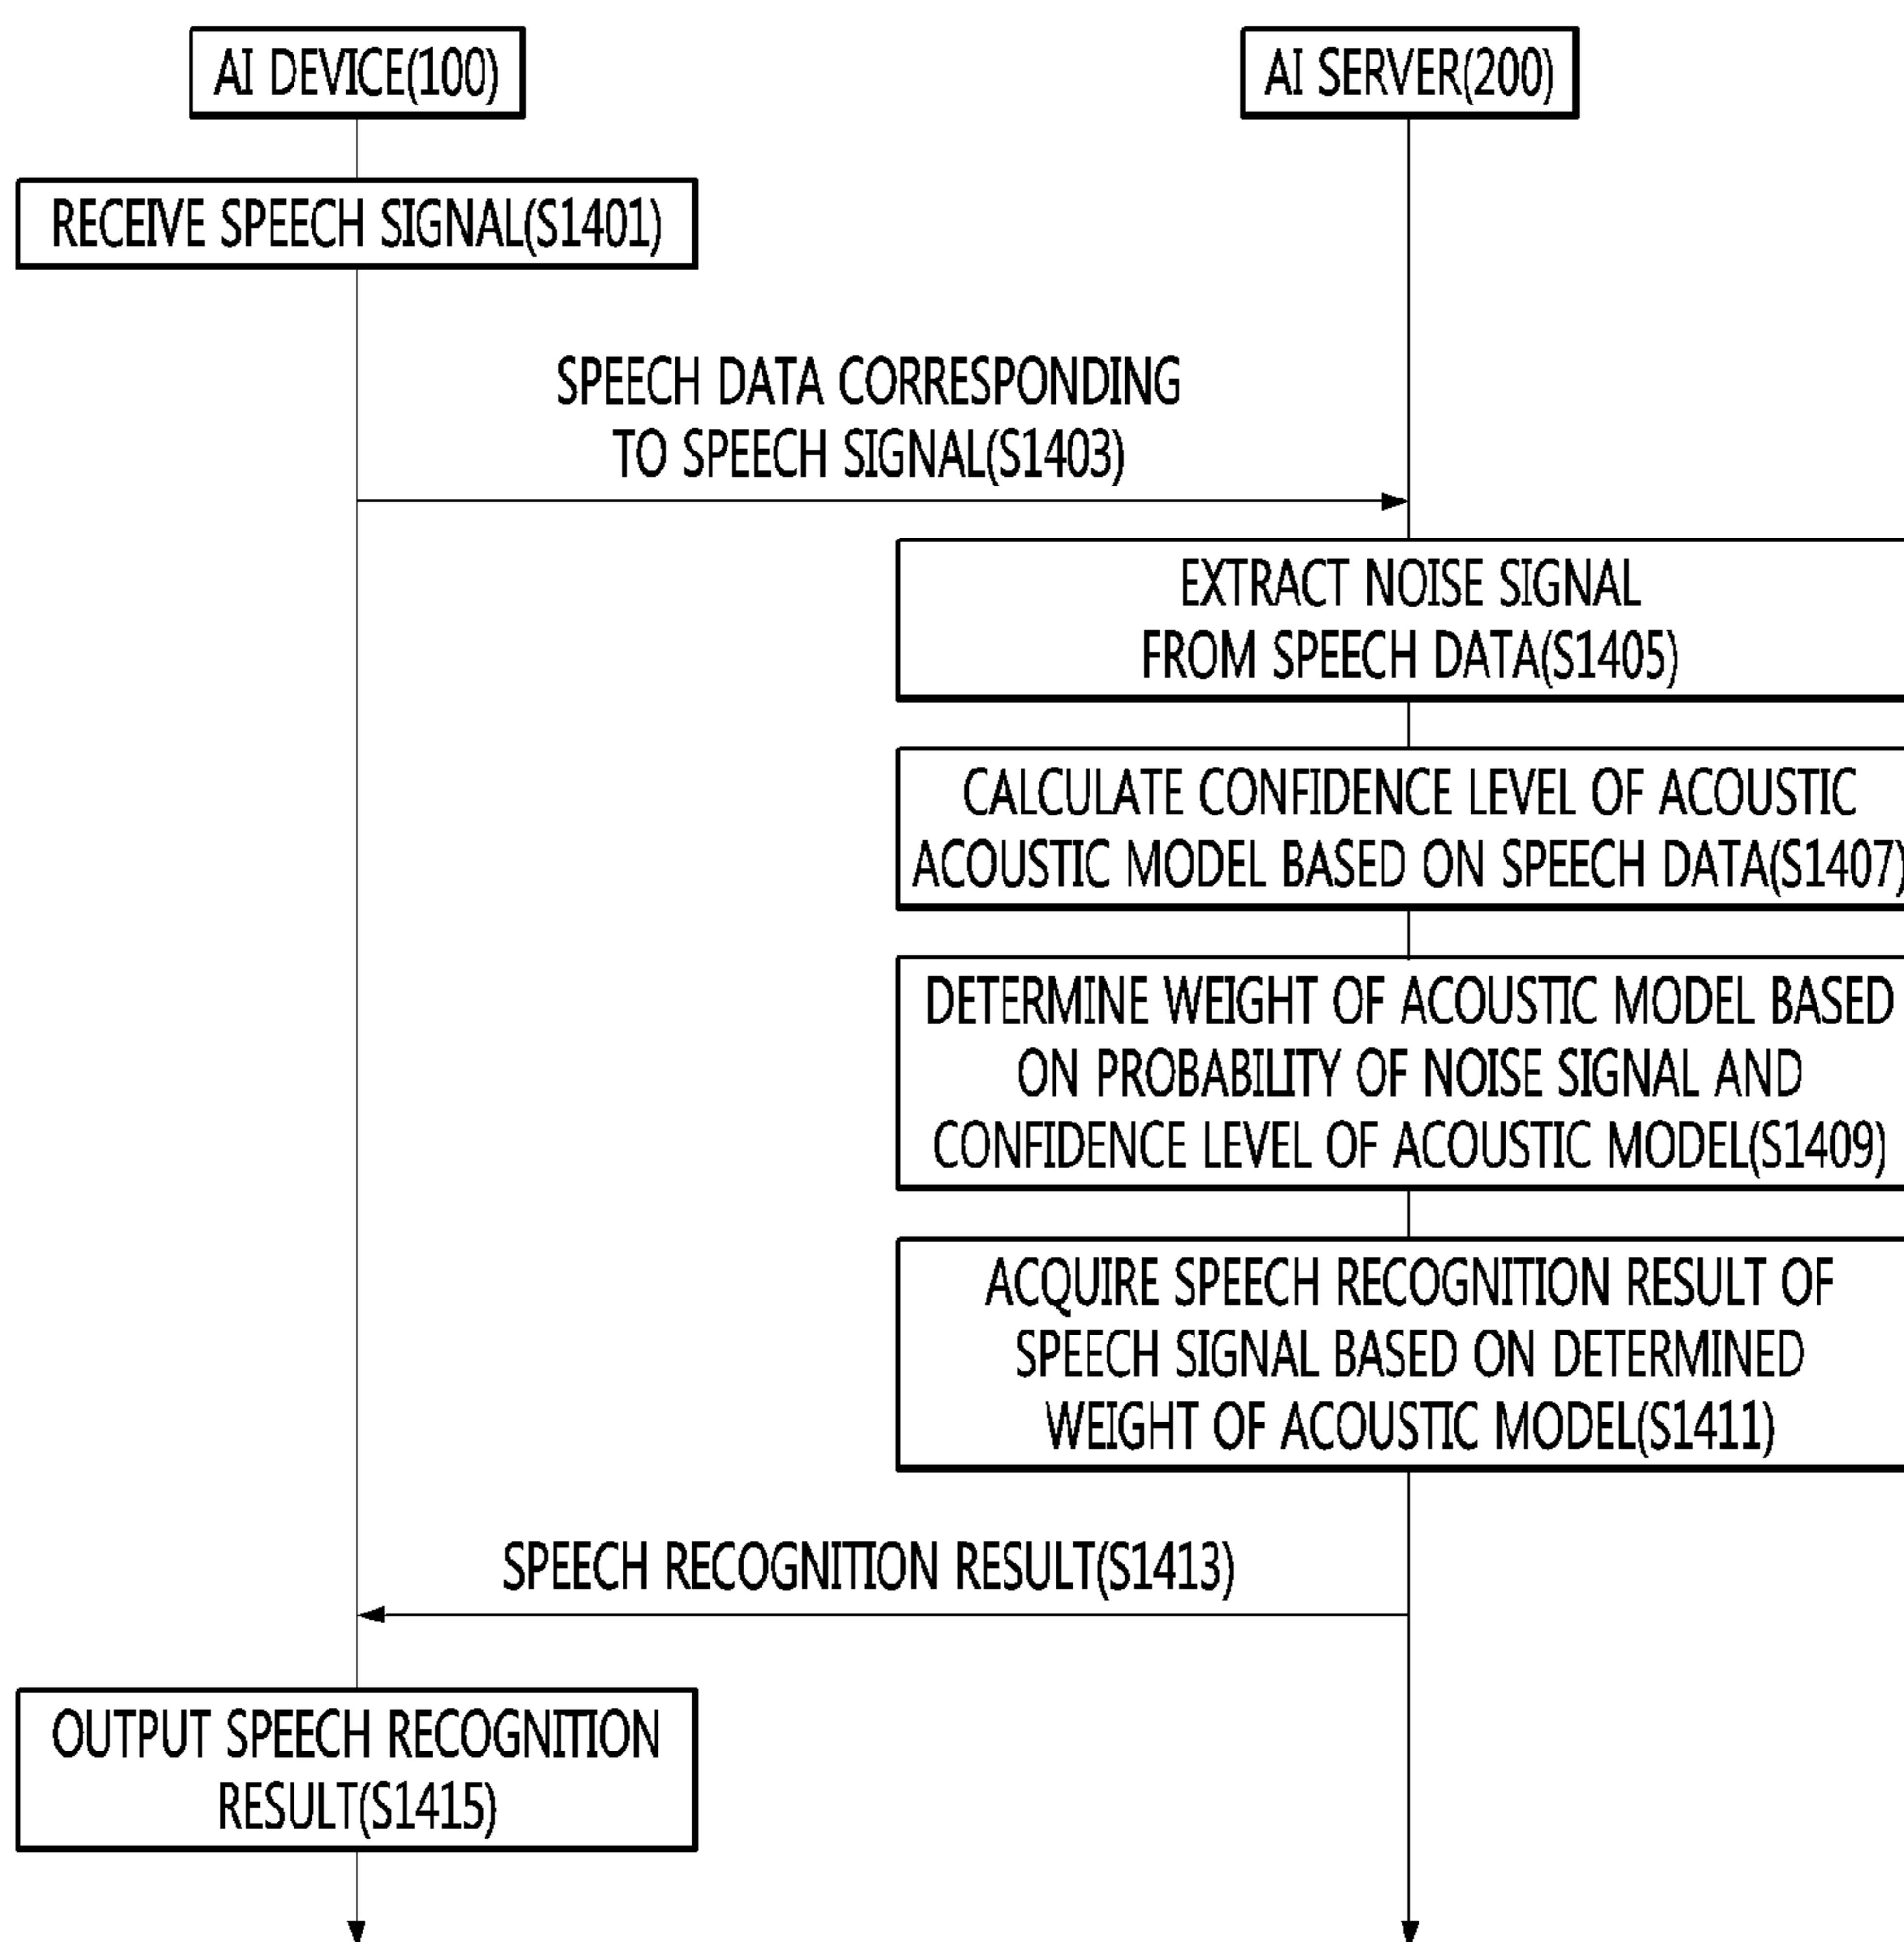 AI DEVICE(100)
AI SERVER(200)
RECEIVE SPEECH SIGNAL(S1401)
SPEECH DATA CORRESPONDING
TO SPEECH SIGNAL(S1403)
EXTRACT NOISE SIGNAL
FROM SPEECH DATA(S1405)
CALCULATE CONFIDENCE LEVEL OF ACOUSTIC
ACOUSTIC MODEL BASED ON SPEECH DATA(S1407)
DETERMINE WEIGHT OF ACOUSTIC MODEL BASED
ON PROBABILITY OF NOISE SIGNAL AND
CONFIDENCE LEVEL OF ACOUSTIC MODEL(S1409)
ACQUIRE SPEECH RECOGNITION RESULT OF
SPEECH SIGNAL BASED ON DETERMINED
WEIGHT OF ACOUSTIC MODEL(S1411)
SPEECH RECOGNITION RESULT(S1413)
OUTPUT SPEECH RECOGNITION
RESULT(S1415)